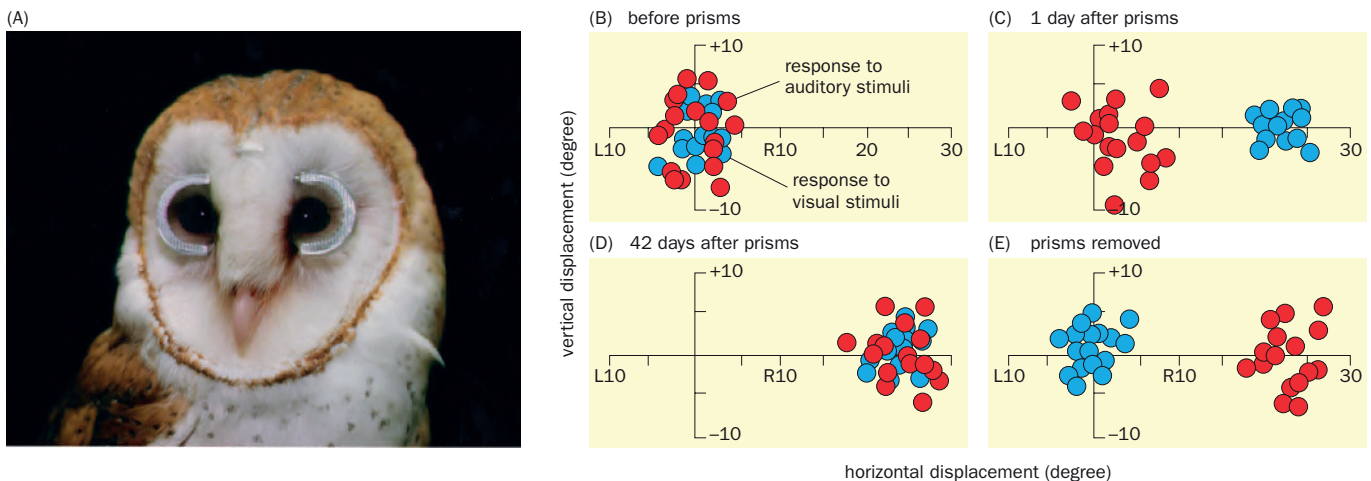 (A)
(B) before prisms
+10
response to
auditory stimuli
L10
R10
20
30
response to
visual stimuli
−10
(C) 1 day after prisms
+10
L10
R10
30
−10
(D) 42 days after prisms
+10
L10
R10
30
−10
(E) prisms removed
+10
L10
R10
30
−10
vertical displacement (degree)
horizontal displacement (degree)